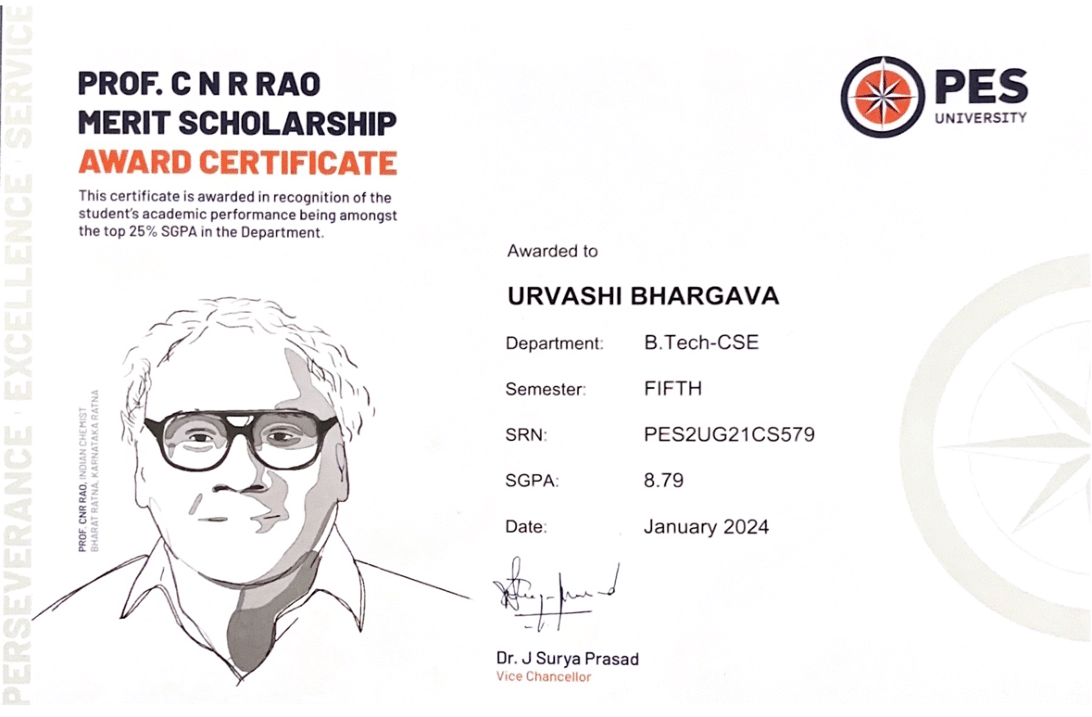 PERSEVERANCE · EXCELLENCE · SERVICE
PROF. C N R RAO
MERIT SCHOLARSHIP
AWARD CERTIFICATE
This certificate is awarded in recognition of the
student's academic performance being amongst
the top 25% SGPA in the Department.
PES
UNIVERSITY
Awarded to
URVASHI BHARGAVA
Department: B.Tech-CSE
Semester: FIFTH
SRN: PES2UG21CS579
SGPA: 8.79
Date: January 2024
PROF. CNR RAO, INDIAN CHEMIST
BHARAT RATNA, KARNATAKA RATNA
Dr. J Surya Prasad
Vice Chancellor